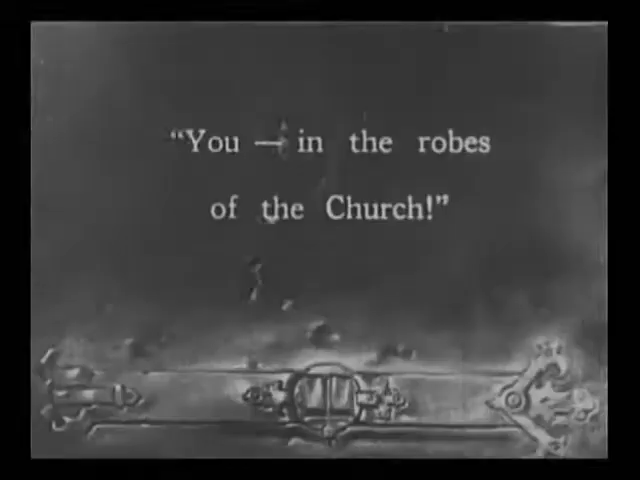 “You — in the robes
of the Church!”